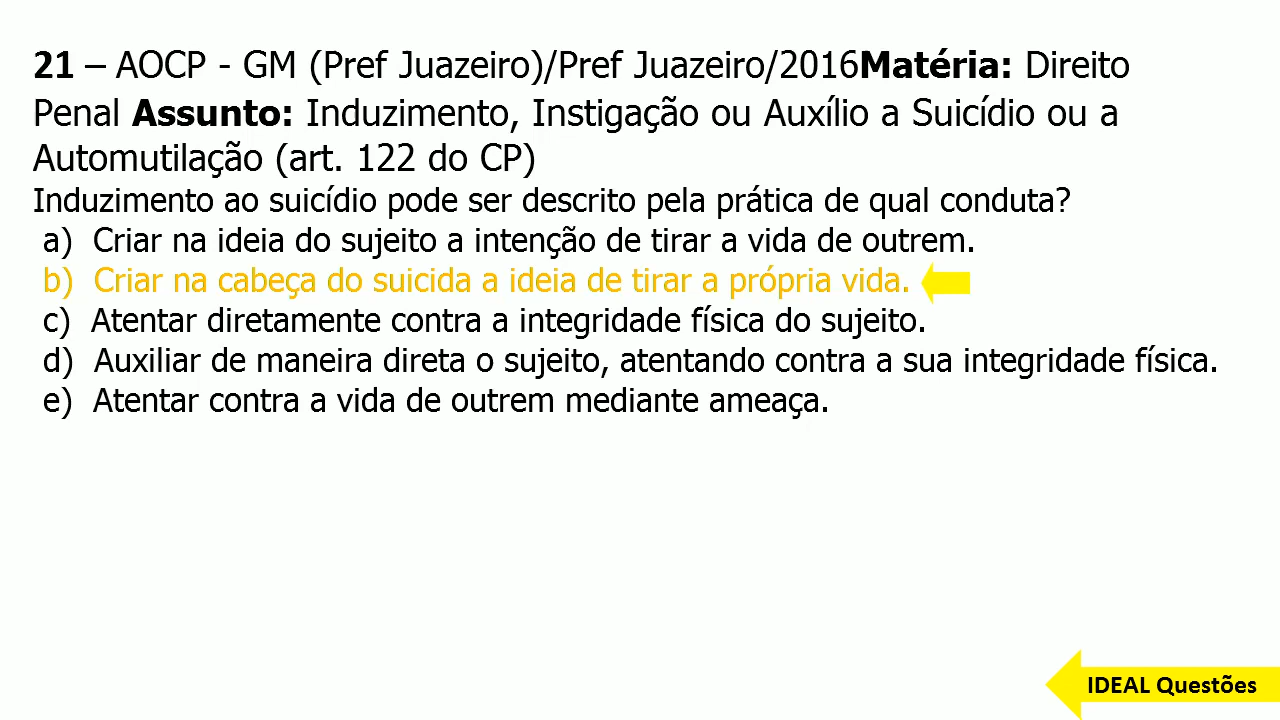 21 – AOCP - GM (Pref Juazeiro)/Pref Juazeiro/2016Matéria: Direito
Penal Assunto: Induzimento, Instigação ou Auxílio a Suicídio ou a
Automutilação (art. 122 do CP)
Induzimento ao suicídio pode ser descrito pela prática de qual conduta?
a) Criar na ideia do sujeito a intenção de tirar a vida de outrem.
b) Criar na cabeça do suicida a ideia de tirar a própria vida.
c) Atentar diretamente contra a integridade física do sujeito.
d) Auxiliar de maneira direta o sujeito, atentando contra a sua integridade física.
e) Atentar contra a vida de outrem mediante ameaça.
IDEAL Questões